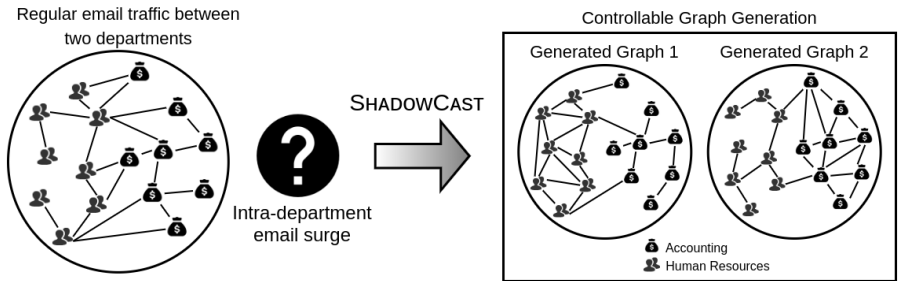 Regular email traffic between
two departments
?
Intra-department
email surge
SHADOWCAST
Controllable Graph Generation
Generated Graph 1
Generated Graph 2
Accounting
Human Resources